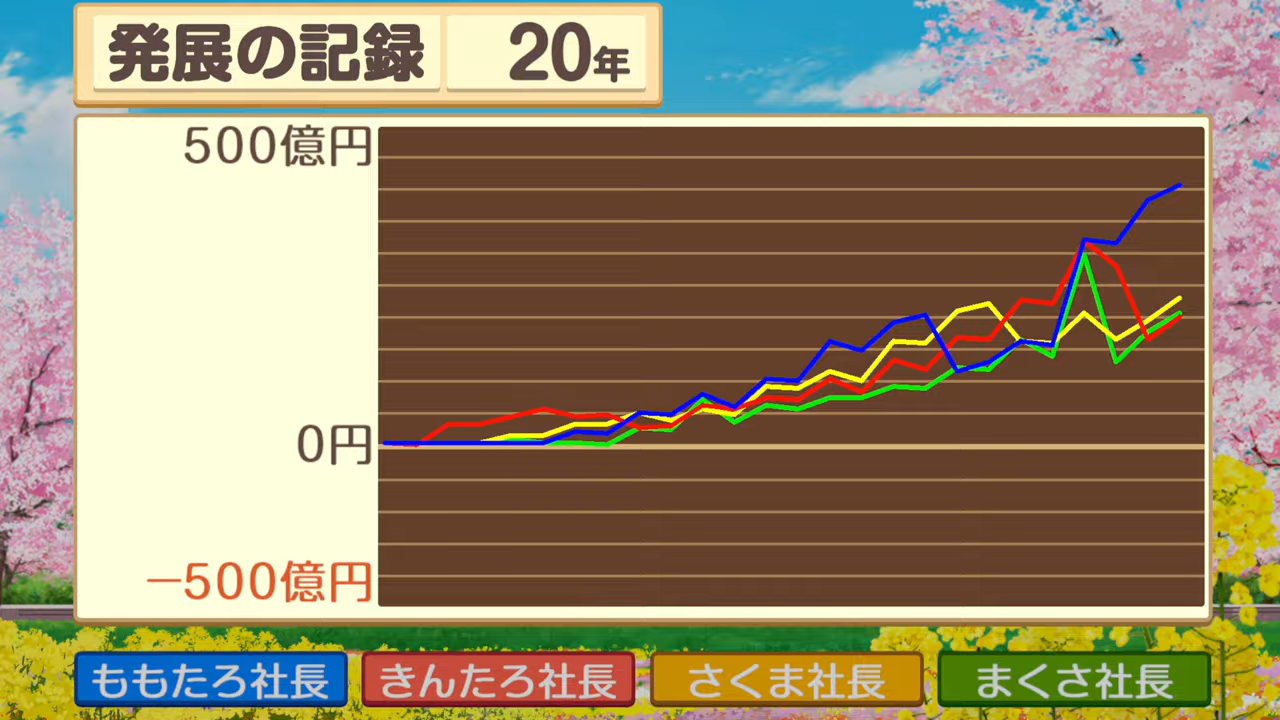 発展の記録 20年
500億円
0円
−500億円
ももたろ社長 きんたろ社長 さくま社長 まくさ社長